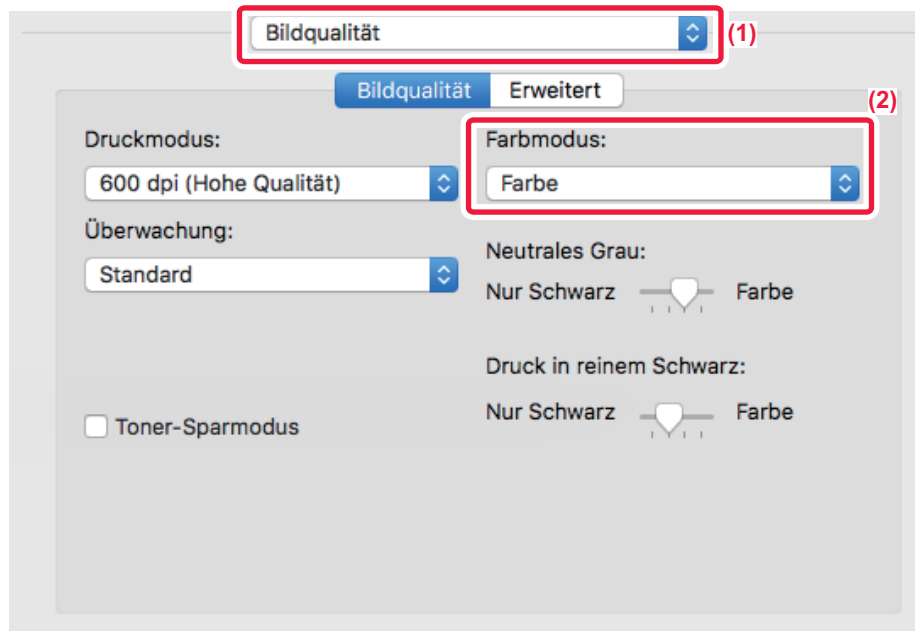 Bildqualität
(1)
Bildqualität Erweitert
(2)
Druckmodus:
600 dpi (Hohe Qualität)
Überwachung:
Standard
Toner-Sparmodus
Farbmodus:
Farbe
Neutrales Grau:
Nur Schwarz Farbe
Druck in reinem Schwarz:
Nur Schwarz Farbe